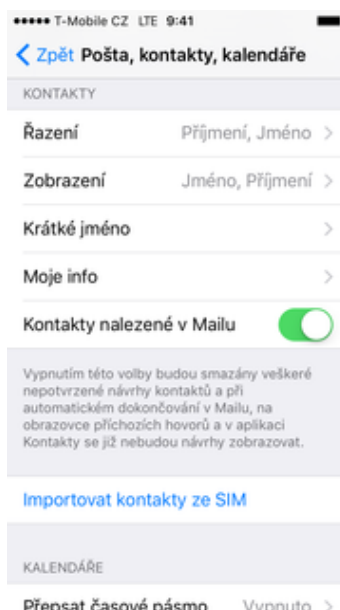 T-Mobile CZ LTE 9:41
Zpět Pošta, kontakty, kalendáře
KONTAKTY
Řazení Příjmení, Jméno
Zobrazení Jméno, Příjmení
Krátké jméno
Moje info
Kontakty nalezené v Mailu
Vypnutím této volby budou smazány veškeré
nepotvrzené návrhy kontaktů a při
automatickém dokončování v Mailu, na
obrazovce příchozích hovorů a v aplikaci
Kontakty se již nebudou návrhy zobrazovat.
Importovat kontakty ze SIM
KALENDÁŘE
Přepsat časové pásmo Vypnuto